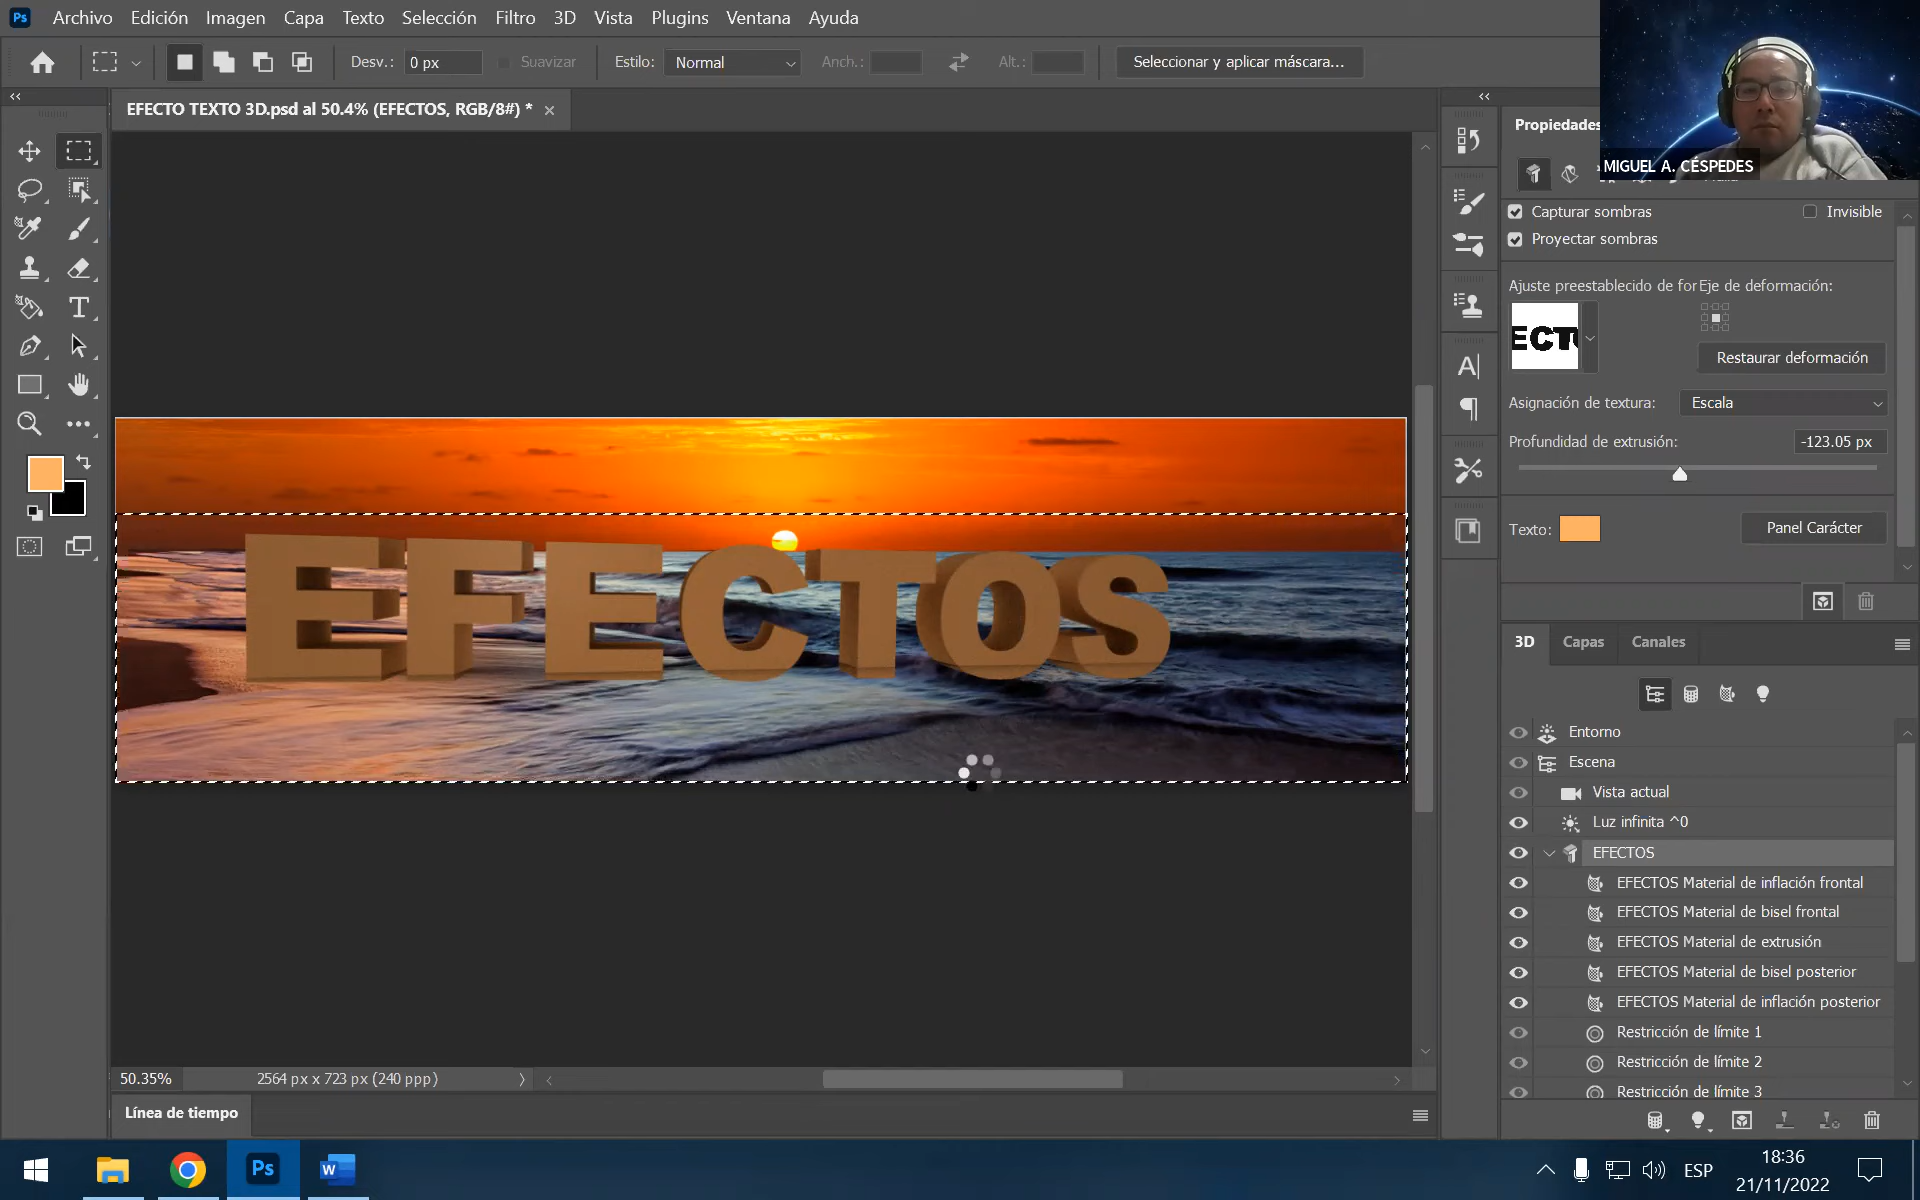 Ps Archivo Edición Imagen Capa Texto Selección Filtro 3D Vista Plugins Ventana Ayuda
Desv.: 0 px Suavizar Estilo: Normal Anch.: Alt.: Seleccionar y aplicar máscara...
EFECTO TEXTO 3D.psd al 50.4% (EFECTOS, RGB/8#) * ×
Propiedades
MIGUEL A. CÉSPEDES
Capturar sombras Invisible
Proyectar sombras
Ajuste preestablecido de for Eje de deformación:
ECT
Restaurar deformación
Asignación de textura: Escala
Profundidad de extrusión: -123.05 px
Texto: Panel Carácter
EFECTOS
3D Capas Canales
Entorno
Escena
Vista actual
Luz infinita ^0
EFECTOS
EFECTOS Material de inflación frontal
EFECTOS Material de bisel frontal
EFECTOS Material de extrusión
EFECTOS Material de bisel posterior
EFECTOS Material de inflación posterior
Restricción de límite 1
Restricción de límite 2
Restricción de límite 3
50.35% 2564 px x 723 px (240 ppp)
Línea de tiempo
Ps W ESP 18:36
21/11/2022